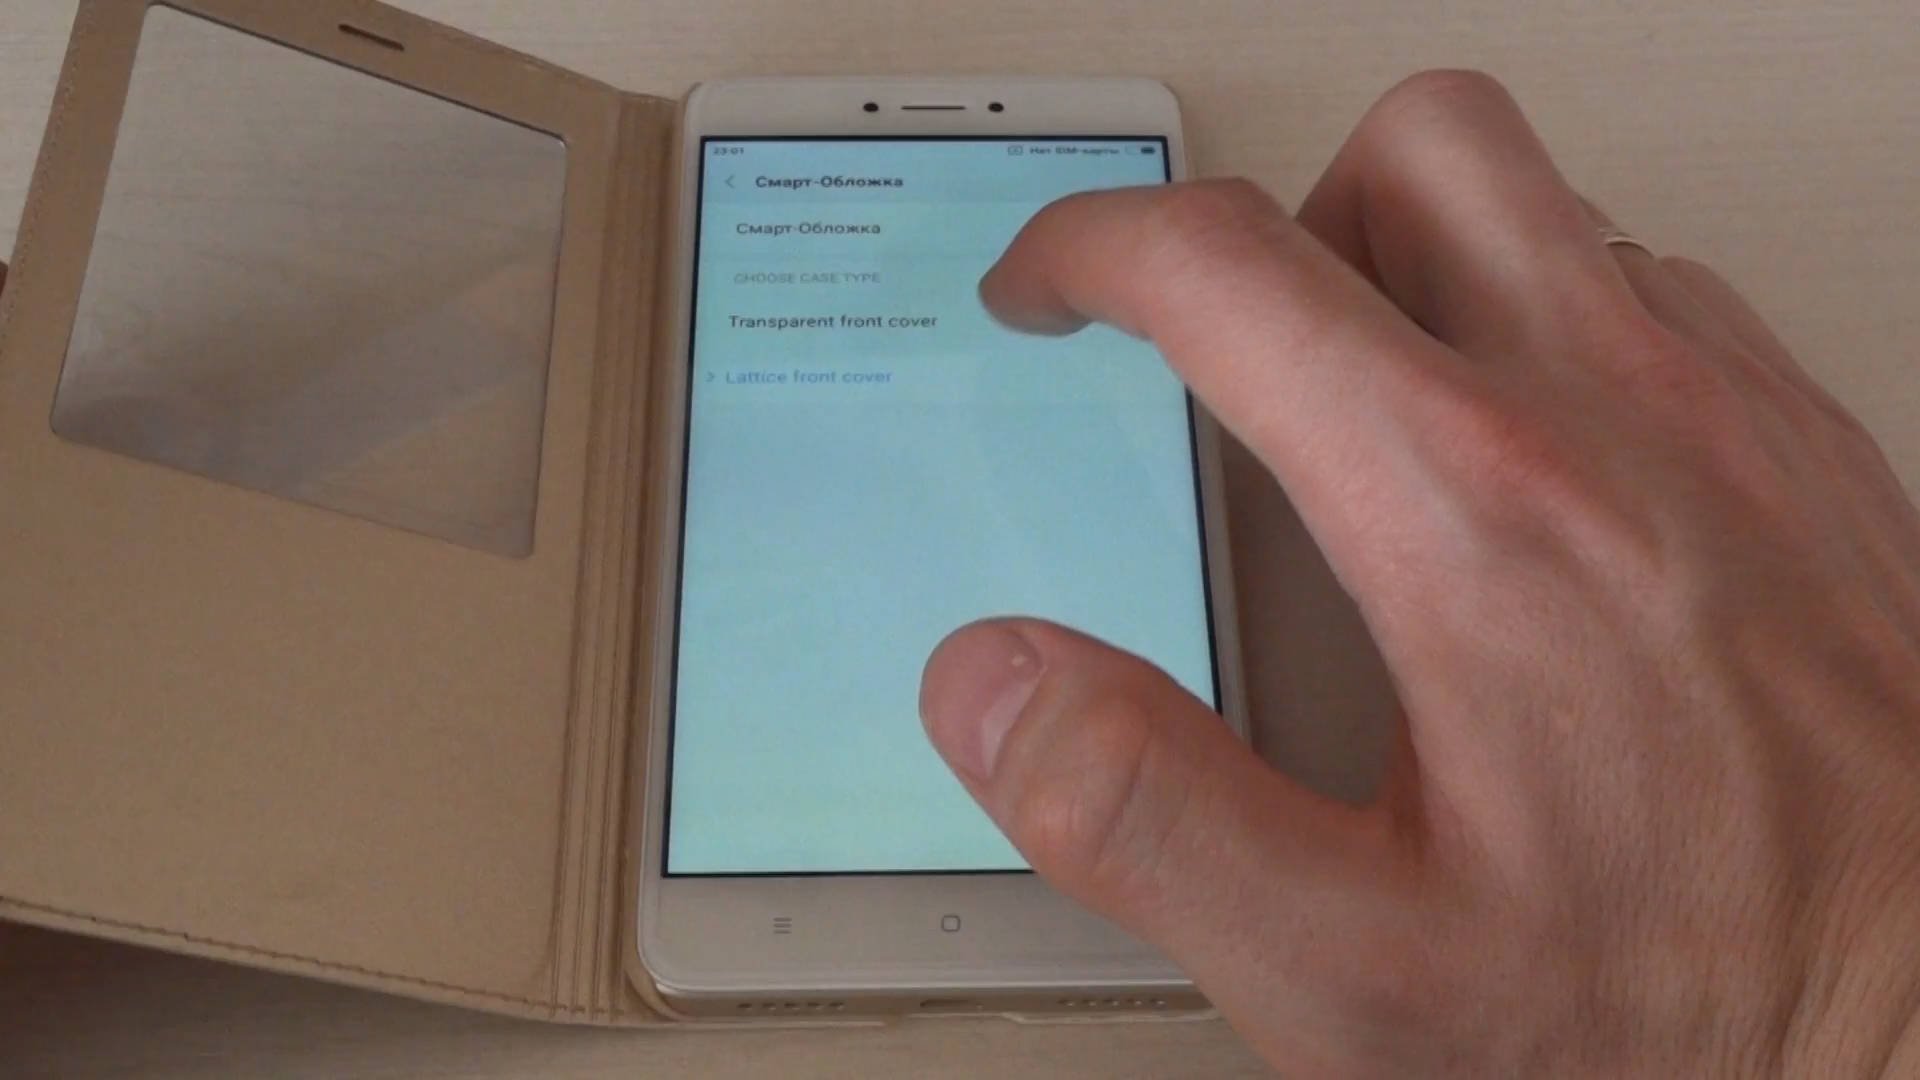 23:01 Нет SIM-карты
Смарт-Обложка
Смарт-Обложка
CHOOSE CASE TYPE
Transparent front cover
Lattice front cover